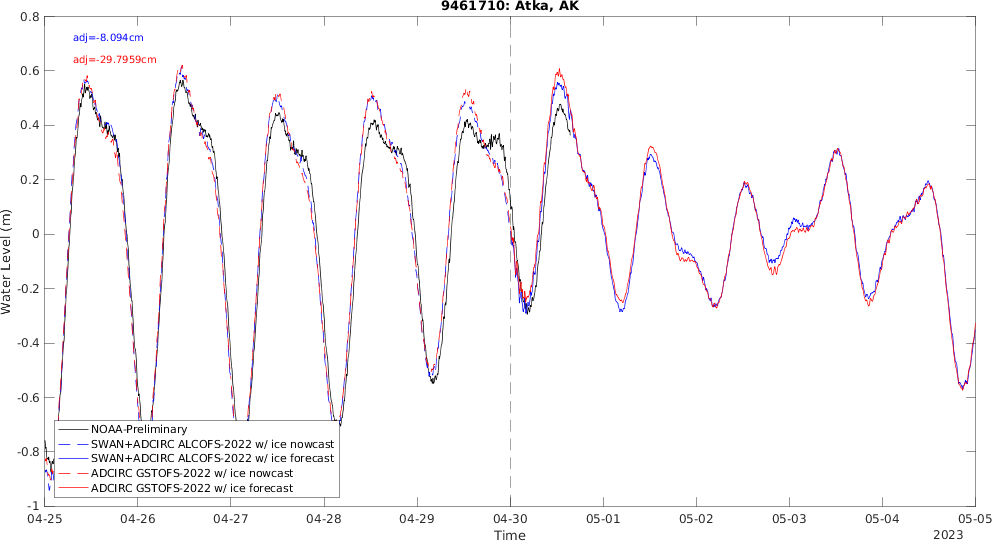 9461710: Atka, AK
adj=-8.094cm
adj=-29.7959cm
Water Level (m)
0.8
0.6
0.4
0.2
0
-0.2
-0.4
-0.6
-0.8
-1
NOAA-Preliminary
SWAN+ADCIRC ALCOFS-2022 w/ ice nowcast
SWAN+ADCIRC ALCOFS-2022 w/ ice forecast
ADCIRC GSTOFS-2022 w/ ice nowcast
ADCIRC GSTOFS-2022 w/ ice forecast
04-25 04-26 04-27 04-28 04-29 04-30 05-01 05-02 05-03 05-04 05-05
Time
2023